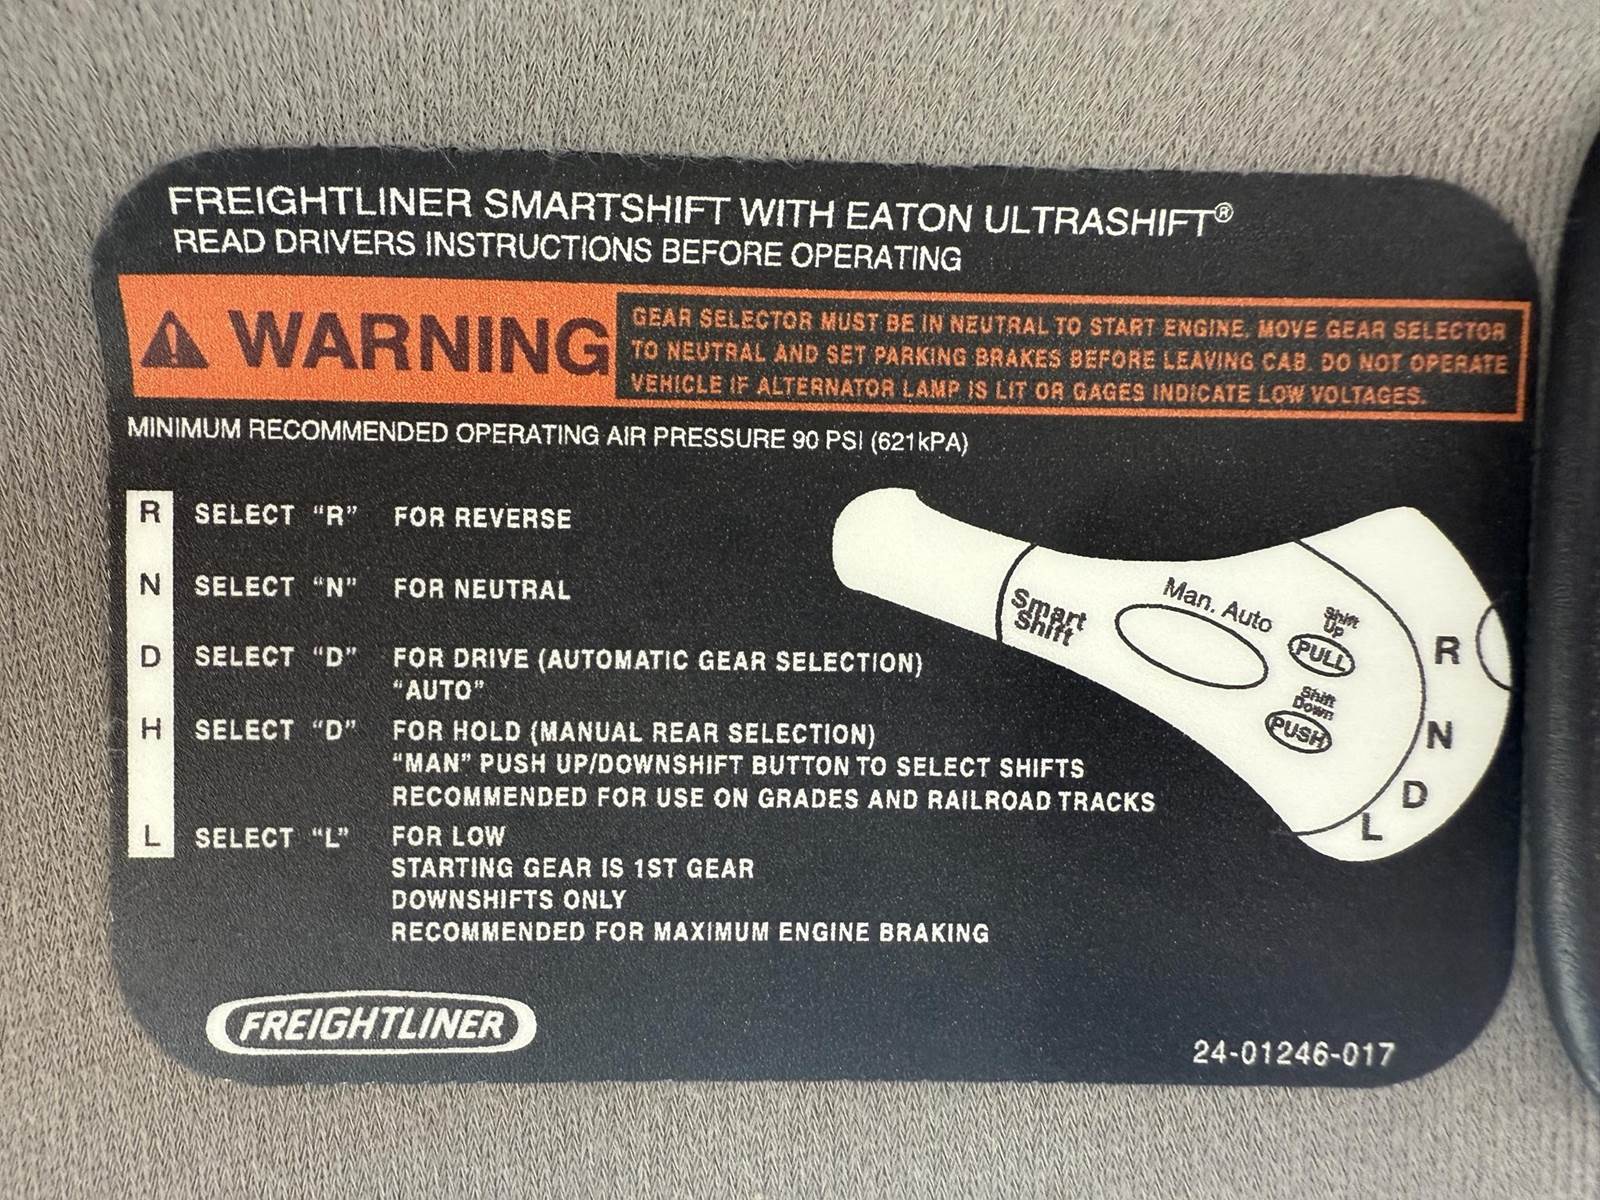 FREIGHTLINER SMARTSHIFT WITH EATON ULTRASHIFT®
READ DRIVERS INSTRUCTIONS BEFORE OPERATING
WARNING
GEAR SELECTOR MUST BE IN NEUTRAL TO START ENGINE. MOVE GEAR SELECTOR
TO NEUTRAL AND SET PARKING BRAKES BEFORE LEAVING CAB. DO NOT OPERATE
VEHICLE IF ALTERNATOR LAMP IS LIT OR GAGES INDICATE LOW VOLTAGES.
MINIMUM RECOMMENDED OPERATING AIR PRESSURE 90 PSI (621kPA)
R SELECT "R" FOR REVERSE
N SELECT "N" FOR NEUTRAL
D SELECT "D" FOR DRIVE (AUTOMATIC GEAR SELECTION)
"AUTO"
H SELECT "D" FOR HOLD (MANUAL REAR SELECTION)
"MAN" PUSH UP/DOWNSHIFT BUTTON TO SELECT SHIFTS
RECOMMENDED FOR USE ON GRADES AND RAILROAD TRACKS
L SELECT "L" FOR LOW
STARTING GEAR IS 1ST GEAR
DOWNSHIFTS ONLY
RECOMMENDED FOR MAXIMUM ENGINE BRAKING
Smart
Shift
Man. Auto
Shift
Up
PULL
Shift
Down
PUSH
R
N
D
L
FREIGHTLINER
24-01246-017